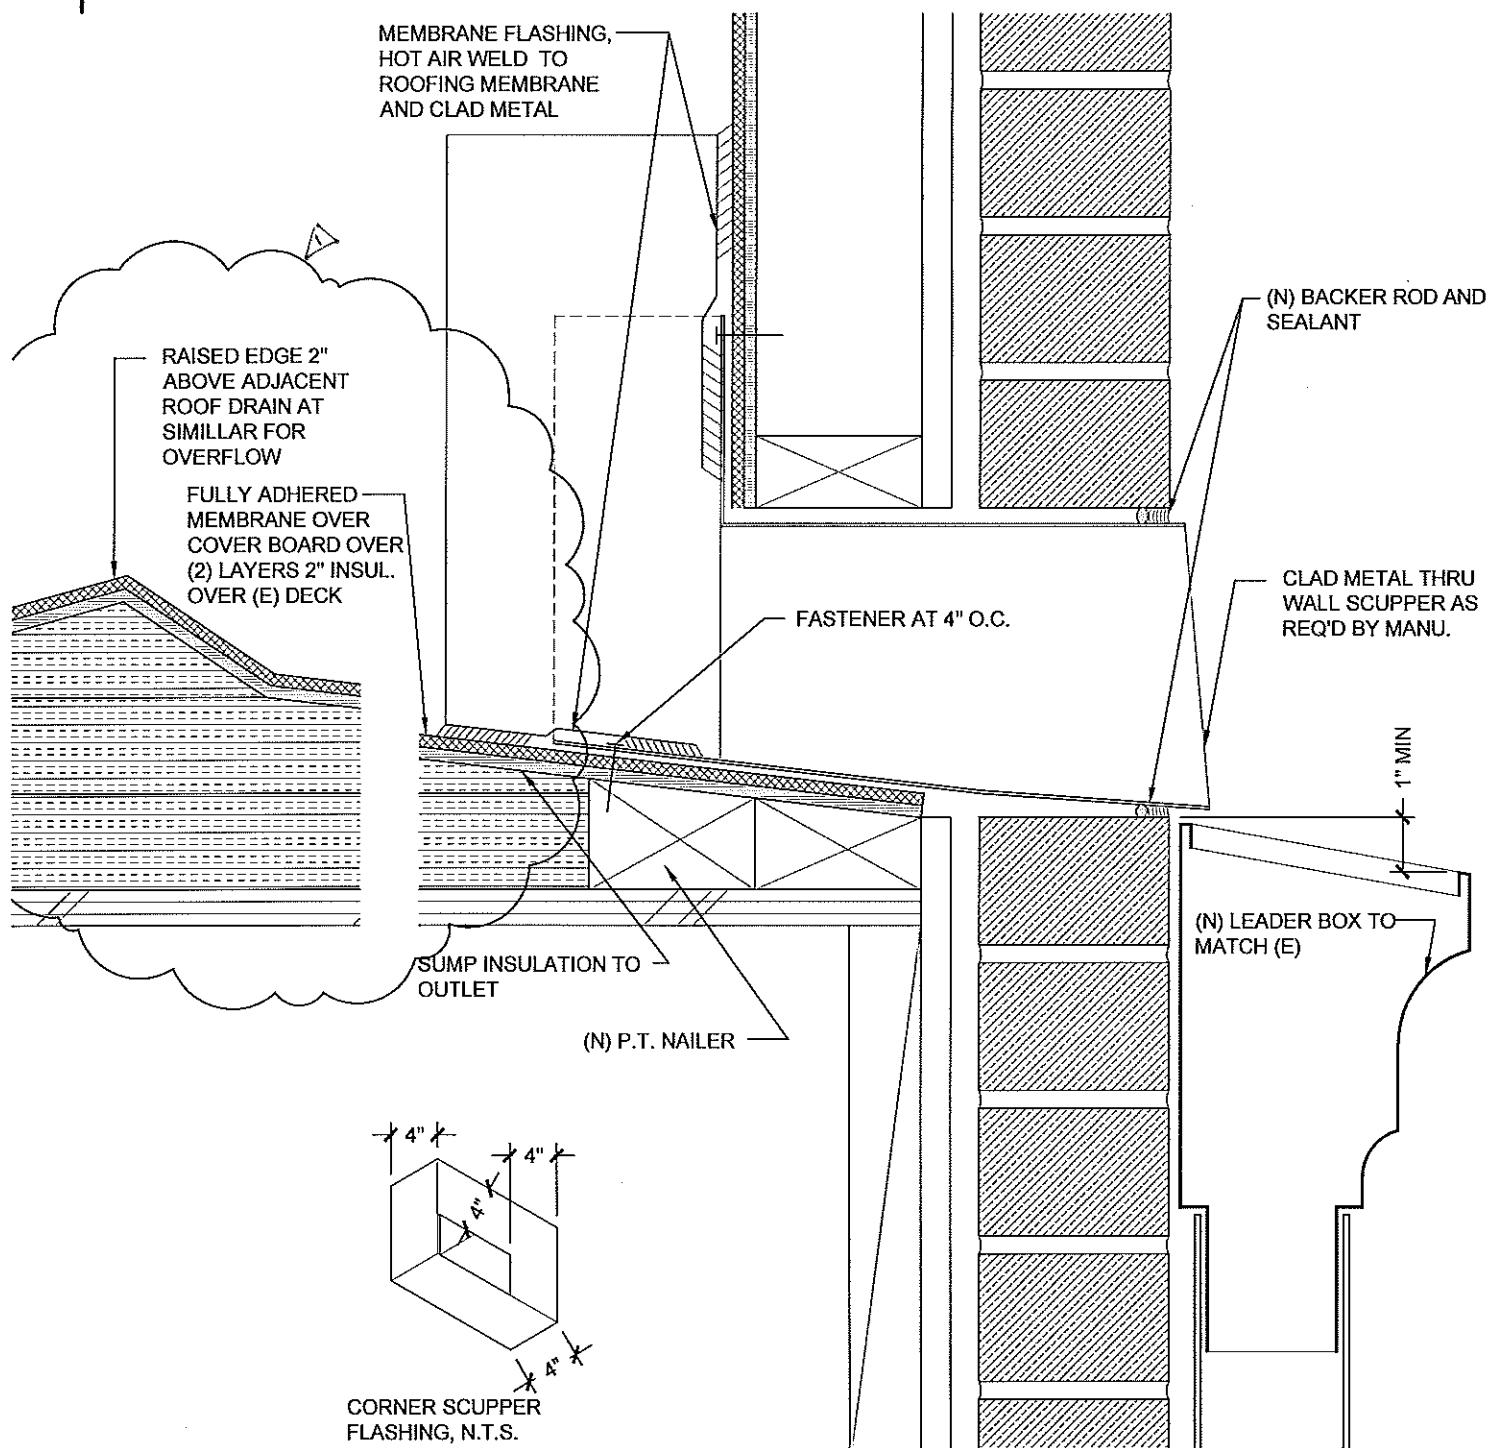 MEMBRANE FLASHING,
HOT AIR WELD TO
ROOFING MEMBRANE
AND CLAD METAL
1
(N) BACKER ROD AND
SEALANT
RAISED EDGE 2"
ABOVE ADJACENT
ROOF DRAIN AT
SIMILLAR FOR
OVERFLOW
FULLY ADHERED
MEMBRANE OVER
COVER BOARD OVER
(2) LAYERS 2" INSUL.
OVER (E) DECK
CLAD METAL THRU
WALL SCUPPER AS
REQ'D BY MANU.
FASTENER AT 4" O.C.
1" MIN
(N) LEADER BOX TO
MATCH (E)
SUMP INSULATION TO
OUTLET
(N) P.T. NAILER
4"
4"
4"
4"
CORNER SCUPPER
FLASHING, N.T.S.